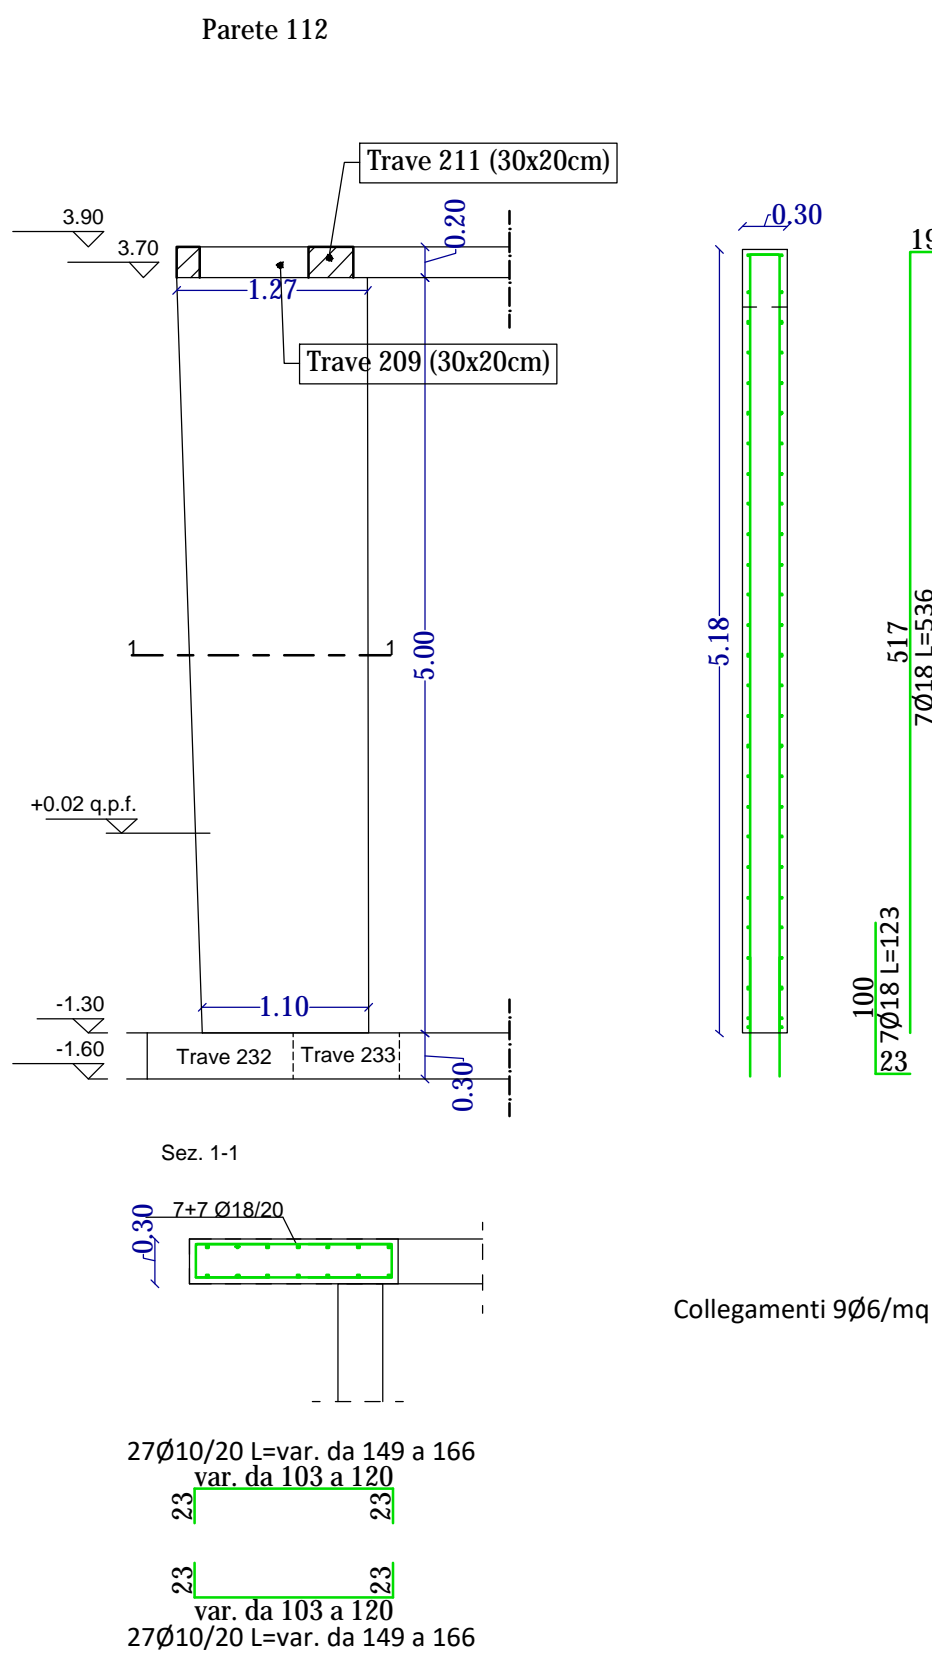 Parete 112
Trave 211 (30x20cm)
3.90
3.70
0.20
0.30
19
1.27
Trave 209 (30x20cm)
5.18
517
7Ø18 L=536
1
1
5.00
+0.02 q.p.f.
100
7Ø18 L=123
23
-1.30
1.10
-1.60
Trave 232
Trave 233
0.30
Sez. 1-1
7+7 Ø18/20
0.30
Collegamenti 9Ø6/mq
27Ø10/20 L=var. da 149 a 166
var. da 103 a 120
23
23
23
23
var. da 103 a 120
27Ø10/20 L=var. da 149 a 166